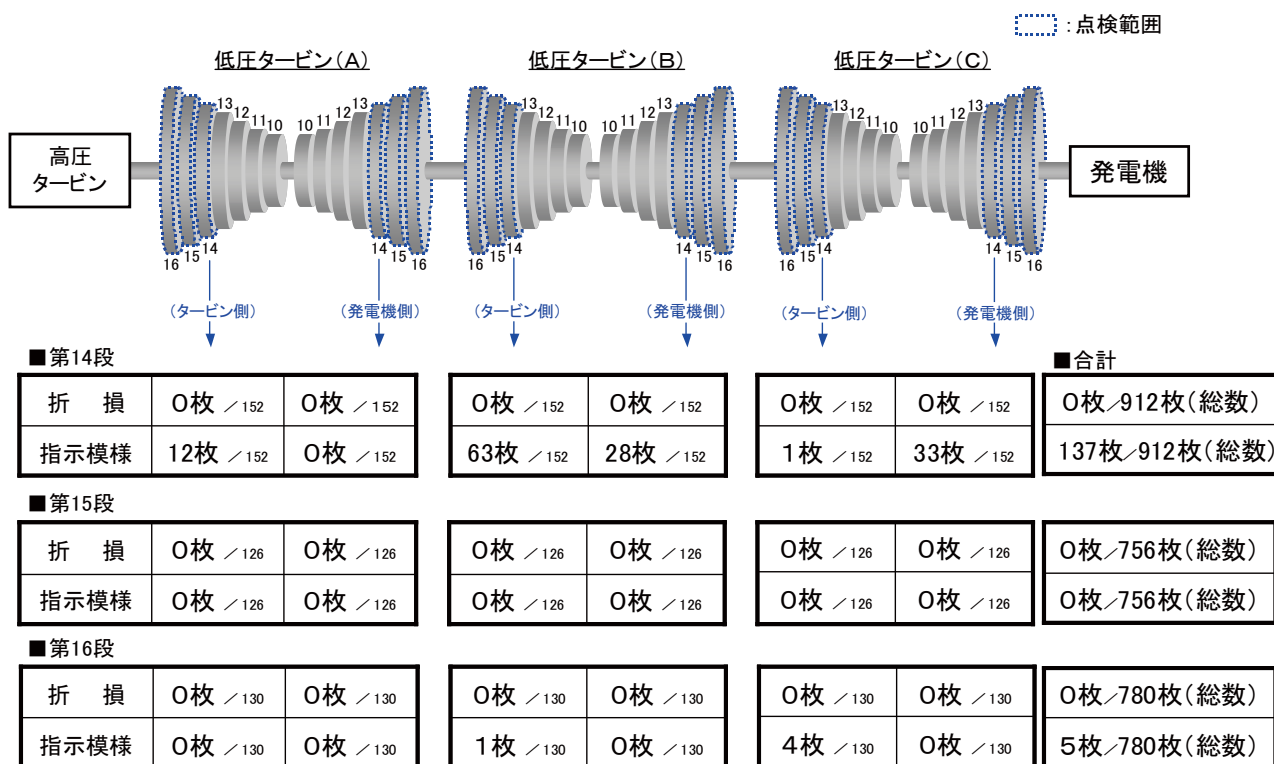 ：点検範囲
低圧タービン（A）　低圧タービン（B）　低圧タービン（C）
高圧
タービン
13 12 11 10　10 11 12 13　13 12 11 10　10 11 12 13　13 12 11 10　10 11 12 13
発電機
16 15 14　14 15 16　16 15 14　14 15 16　16 15 14　14 15 16
（タービン側）　（発電機側）　（タービン側）　（発電機側）　（タービン側）　（発電機側）
■第14段　■合計
折　損　0枚 ／152　0枚 ／152　0枚 ／152　0枚 ／152　0枚 ／152　0枚 ／152　0枚／912枚（総数）
指示模様　12枚 ／152　0枚 ／152　63枚 ／152　28枚 ／152　1枚 ／152　33枚 ／152　137枚／912枚（総数）
■第15段
折　損　0枚 ／126　0枚 ／126　0枚 ／126　0枚 ／126　0枚 ／126　0枚 ／126　0枚／756枚（総数）
指示模様　0枚 ／126　0枚 ／126　0枚 ／126　0枚 ／126　0枚 ／126　0枚 ／126　0枚／756枚（総数）
■第16段
折　損　0枚 ／130　0枚 ／130　0枚 ／130　0枚 ／130　0枚 ／130　0枚 ／130　0枚／780枚（総数）
指示模様　0枚 ／130　0枚 ／130　1枚 ／130　0枚 ／130　4枚 ／130　0枚 ／130　5枚／780枚（総数）